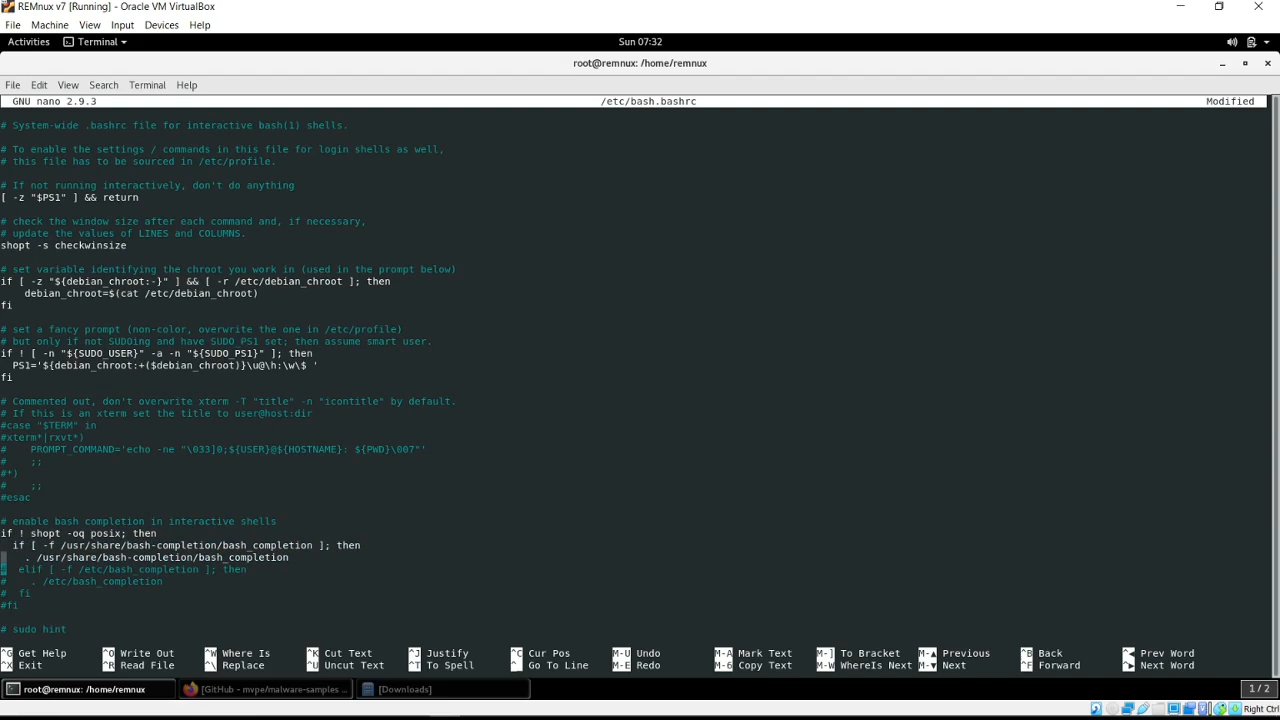 REMnux v7 [Running] - Oracle VM VirtualBox
File Machine View Input Devices Help
Activities Terminal Sun 07:32
root@remnux: /home/remnux
File Edit View Search Terminal Help
GNU nano 2.9.3 /etc/bash.bashrc Modified
# System-wide .bashrc file for interactive bash(1) shells.
# To enable the settings / commands in this file for login shells as well,
# this file has to be sourced in /etc/profile.
# If not running interactively, don't do anything
[ -z "$PS1" ] && return
# check the window size after each command and, if necessary,
# update the values of LINES and COLUMNS.
shopt -s checkwinsize
# set variable identifying the chroot you work in (used in the prompt below)
if [ -z "${debian_chroot:-}" ] && [ -r /etc/debian_chroot ]; then
    debian_chroot=$(cat /etc/debian_chroot)
fi
# set a fancy prompt (non-color, overwrite the one in /etc/profile)
# but only if not SUDOing and have SUDO_PS1 set; then assume smart user.
if ! [ -n "${SUDO_USER}" -a -n "${SUDO_PS1}" ]; then
  PS1='${debian_chroot:+($debian_chroot)}\u@\h:\w\$ '
fi
# Commented out, don't overwrite xterm -T "title" -n "icontitle" by default.
# If this is an xterm set the title to user@host:dir
#case "$TERM" in
#xterm*|rxvt*)
#    PROMPT_COMMAND='echo -ne "\033]0;${USER}@${HOSTNAME}: ${PWD}\007"'
#    ;;
#*)
#    ;;
#esac
# enable bash completion in interactive shells
if ! shopt -oq posix; then
  if [ -f /usr/share/bash-completion/bash_completion ]; then
    . /usr/share/bash-completion/bash_completion
#  elif [ -f /etc/bash_completion ]; then
#    . /etc/bash_completion
#  fi
#fi
# sudo hint
^G Get Help ^O Write Out ^W Where Is ^K Cut Text ^J Justify ^C Cur Pos M-U Undo M-A Mark Text M-] To Bracket M-▲ Previous ^B Back ^◀ Prev Word
^X Exit ^R Read File ^\ Replace ^U Uncut Text ^T To Spell ^_ Go To Line M-E Redo M-6 Copy Text M-W WhereIs Next M-▼ Next ^F Forward ^▶ Next Word
root@remnux: /home/remnux [GitHub - mvpe/malware-samples ... [Downloads] 1 / 2
Right Ctrl